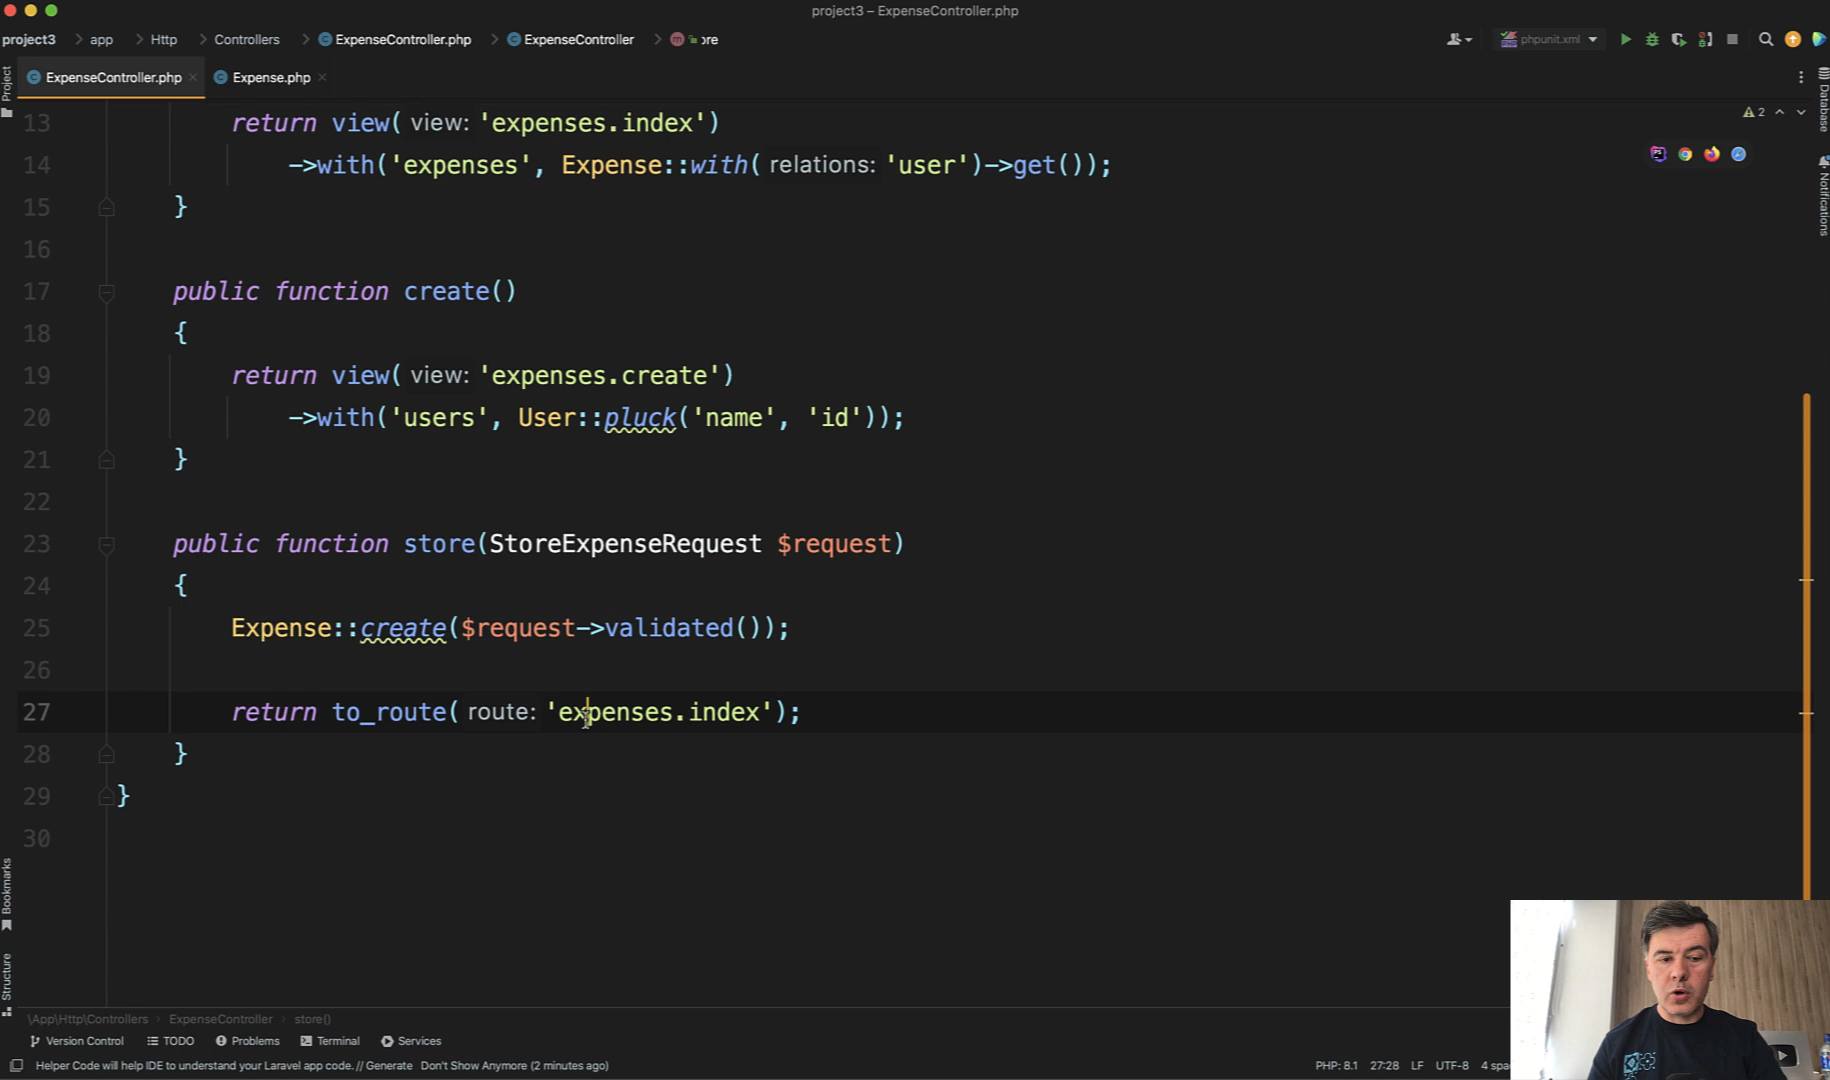 project3 – ExpenseController.php
project3 app Http Controllers ExpenseController.php ExpenseController ore
phpunit.xml
ExpenseController.php Expense.php
Project
Database
Notifications
2
13 return view( view: 'expenses.index')
14 ->with('expenses', Expense::with( relations: 'user')->get());
15 }
16
17 public function create()
18 {
19 return view( view: 'expenses.create')
20 ->with('users', User::pluck('name', 'id'));
21 }
22
23 public function store(StoreExpenseRequest $request)
24 {
25 Expense::create($request->validated());
26
27 return to_route( route: 'expenses.index');
28 }
29 }
30
Bookmarks
Structure
\App\Http\Controllers ExpenseController store()
Version Control TODO Problems Terminal Services
Helper Code will help IDE to understand your Laravel app code. // Generate Don't Show Anymore (2 minutes ago)
PHP: 8.1 27:28 LF UTF-8 4 spa